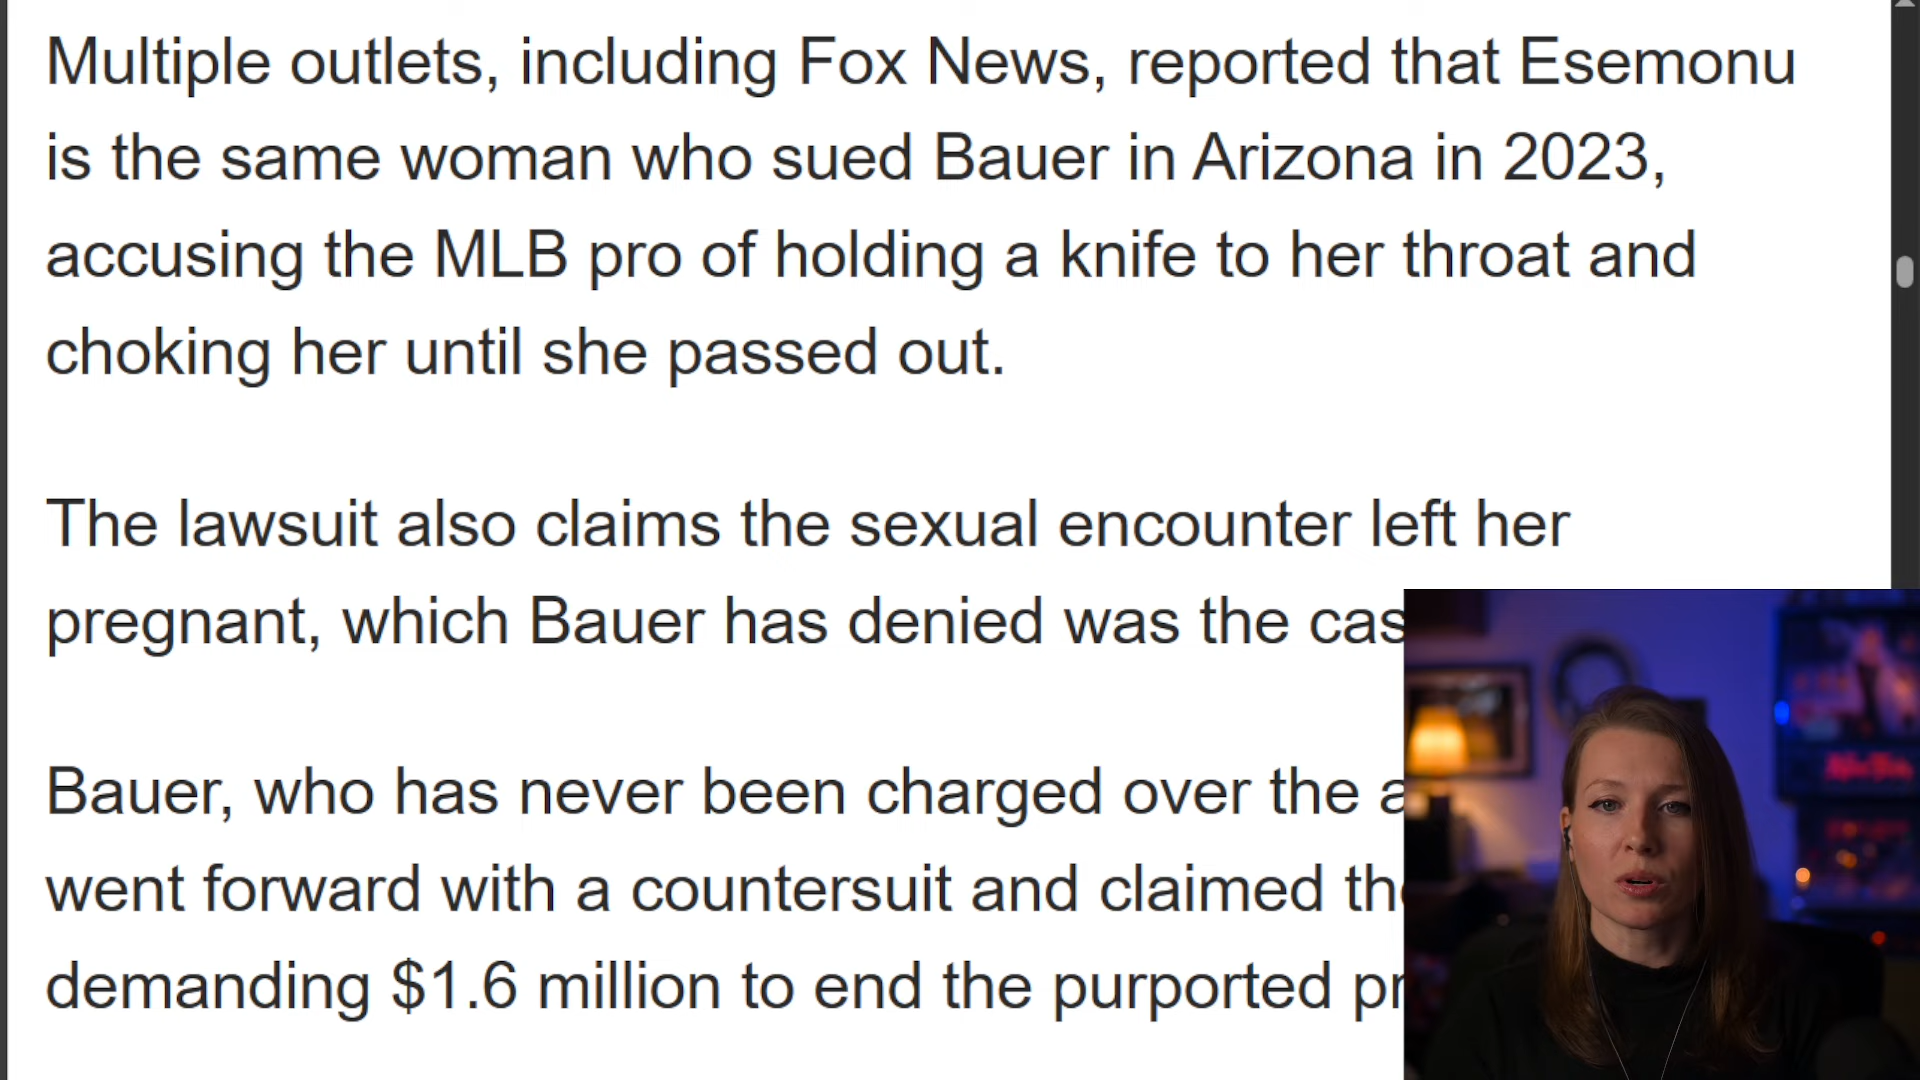 Multiple outlets, including Fox News, reported that Esemonu
is the same woman who sued Bauer in Arizona in 2023,
accusing the MLB pro of holding a knife to her throat and
choking her until she passed out.
The lawsuit also claims the sexual encounter left her
pregnant, which Bauer has denied was the cas
Bauer, who has never been charged over the
went forward with a countersuit and claimed
demanding $1.6 million to end the purported